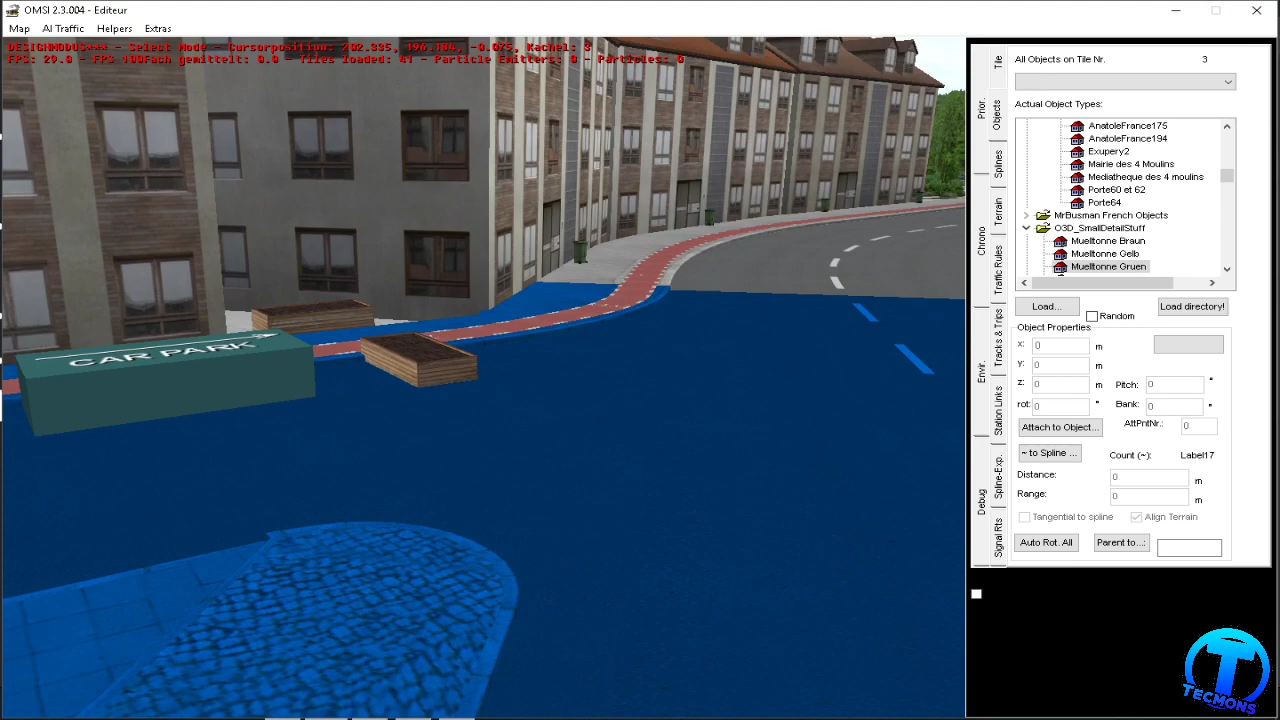 OMSI 2.3.004 - Editeur
Map AI Traffic Helpers Extras
DESIGNMODUS*** - Select Mode - Cursorposition: 202.335, 196.184, -0.075, Kachel: 3
FPS: 29.0 - FPS 100fach gemittelt: 0.0 - Tiles loaded: 41 - Particle Emitters: 0 - Particles: 0
CAR PARK
Tile
Objects
Splines
Terrain
Traffic Rules
Tracks & Trips
Station Links
Spline-Exp.
Signal Rts
Prior.
Chrono
Envir.
Debug
All Objects on Tile Nr. 3
Actual Object Types:
AnatoleFrance175
AnatoleFrance194
Exupery2
Mairie des 4 Moulins
Mediatheque des 4 moulins
Porte60 et 62
Porte64
MrBusman French Objects
O3D_SmallDetailStuff
Muelltonne Braun
Muelltonne Gelb
Muelltonne Gruen
Load... Random Load directory!
Object Properties
x: 0 m
y: 0 m
z: 0 m Pitch: 0 °
rot: 0 ° Bank: 0 °
Attach to Object... AttPntNr.: 0
~ to Spline ... Count (~): Label17
Distance: 0 m
Range: 0 m
Tangential to spline Align Terrain
Auto Rot. All Parent to...:
TECMONS